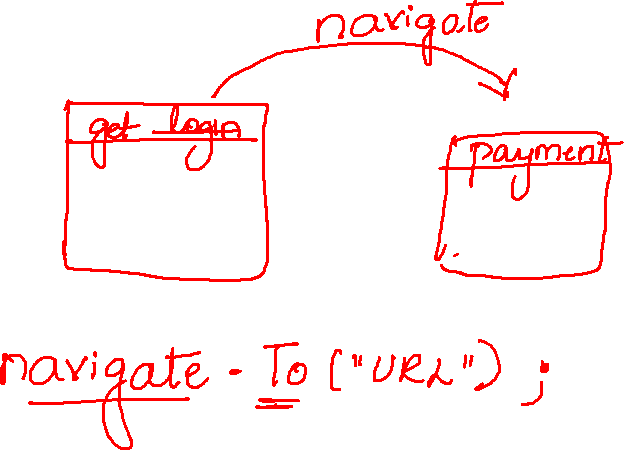 navigate
get login
payment
navigate . To ("URL") ;